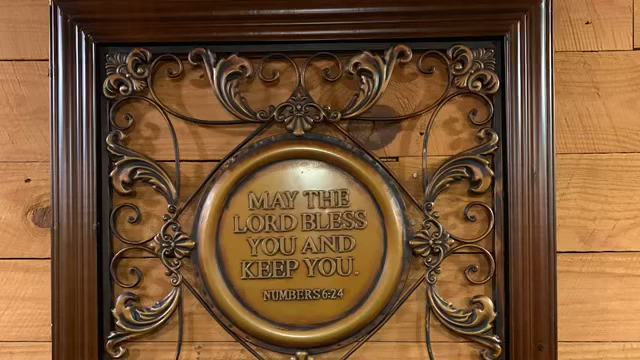 MAY THE
LORD BLESS
YOU AND
KEEP YOU.
NUMBERS 6:24